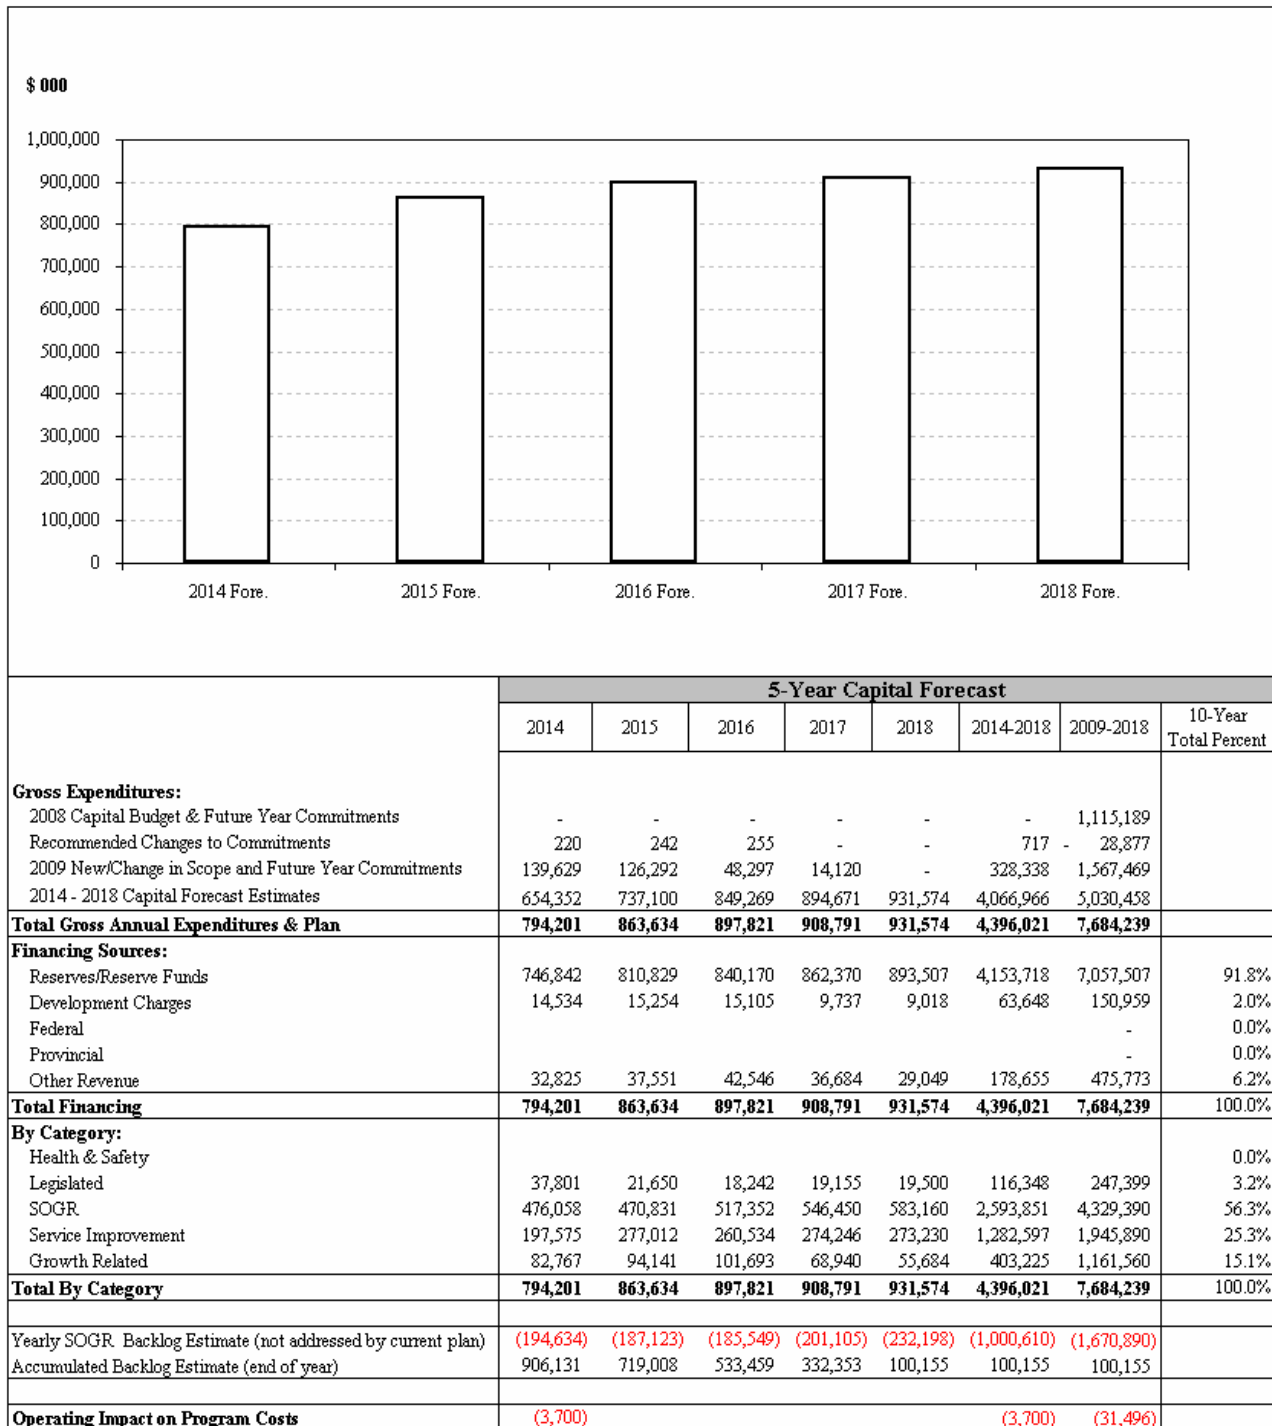 $ 000
1,000,000
900,000
800,000
700,000
600,000
500,000
400,000
300,000
200,000
100,000
0
2014 Fore. 2015 Fore. 2016 Fore. 2017 Fore. 2018 Fore.
5-Year Capital Forecast
2014 2015 2016 2017 2018 2014-2018 2009-2018 10-Year Total Percent
Gross Expenditures:
2008 Capital Budget & Future Year Commitments - - - - - - 1,115,189
Recommended Changes to Commitments 220 242 255 - - 717 - 28,877
2009 New/Change in Scope and Future Year Commitments 139,629 126,292 48,297 14,120 - 328,338 1,567,469
2014 - 2018 Capital Forecast Estimates 654,352 737,100 849,269 894,671 931,574 4,066,966 5,030,458
Total Gross Annual Expenditures & Plan 794,201 863,634 897,821 908,791 931,574 4,396,021 7,684,239
Financing Sources:
Reserves/Reserve Funds 746,842 810,829 840,170 862,370 893,507 4,153,718 7,057,507 91.8%
Development Charges 14,534 15,254 15,105 9,737 9,018 63,648 150,959 2.0%
Federal - 0.0%
Provincial - 0.0%
Other Revenue 32,825 37,551 42,546 36,684 29,049 178,655 475,773 6.2%
Total Financing 794,201 863,634 897,821 908,791 931,574 4,396,021 7,684,239 100.0%
By Category:
Health & Safety 0.0%
Legislated 37,801 21,650 18,242 19,155 19,500 116,348 247,399 3.2%
SOGR 476,058 470,831 517,352 546,450 583,160 2,593,851 4,329,390 56.3%
Service Improvement 197,575 277,012 260,534 274,246 273,230 1,282,597 1,945,890 25.3%
Growth Related 82,767 94,141 101,693 68,940 55,684 403,225 1,161,560 15.1%
Total By Category 794,201 863,634 897,821 908,791 931,574 4,396,021 7,684,239 100.0%
Yearly SOGR Backlog Estimate (not addressed by current plan) (194,634) (187,123) (185,549) (201,105) (232,198) (1,000,610) (1,670,890)
Accumulated Backlog Estimate (end of year) 906,131 719,008 533,459 332,353 100,155 100,155 100,155
Operating Impact on Program Costs (3,700) (3,700) (31,496)